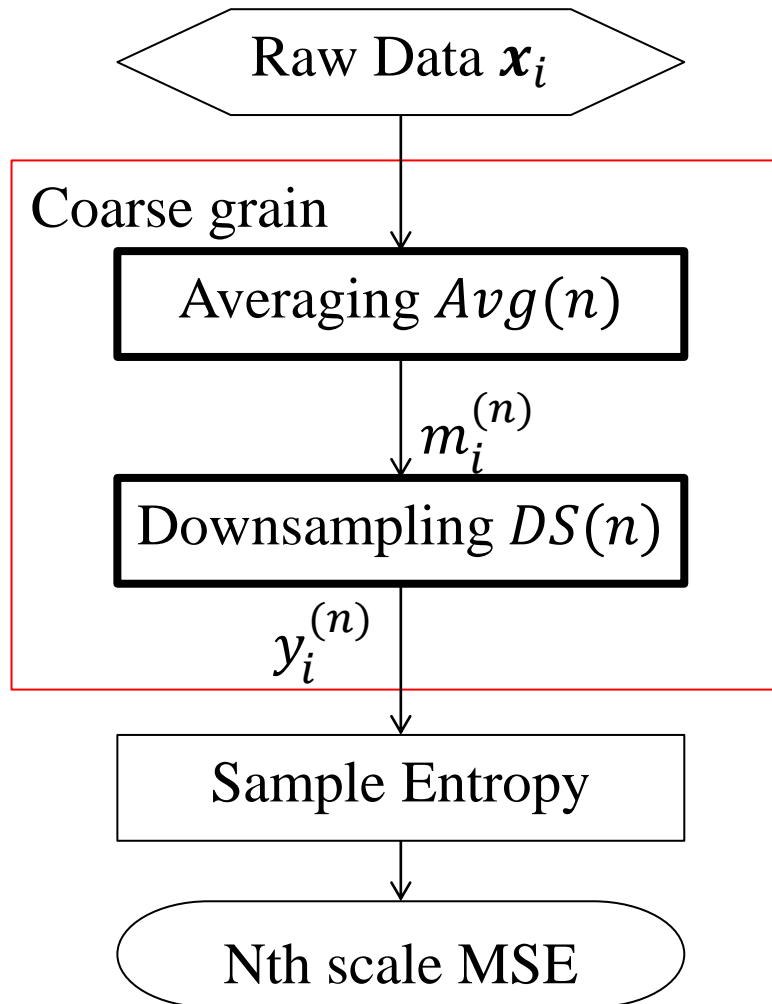 Raw Data 𝒙ᵢ
Coarse grain
Averaging 𝐴𝑣𝑔(𝑛)
𝑚ᵢ⁽ⁿ⁾
Downsampling 𝐷𝑆(𝑛)
𝑦ᵢ⁽ⁿ⁾
Sample Entropy
Nth scale MSE